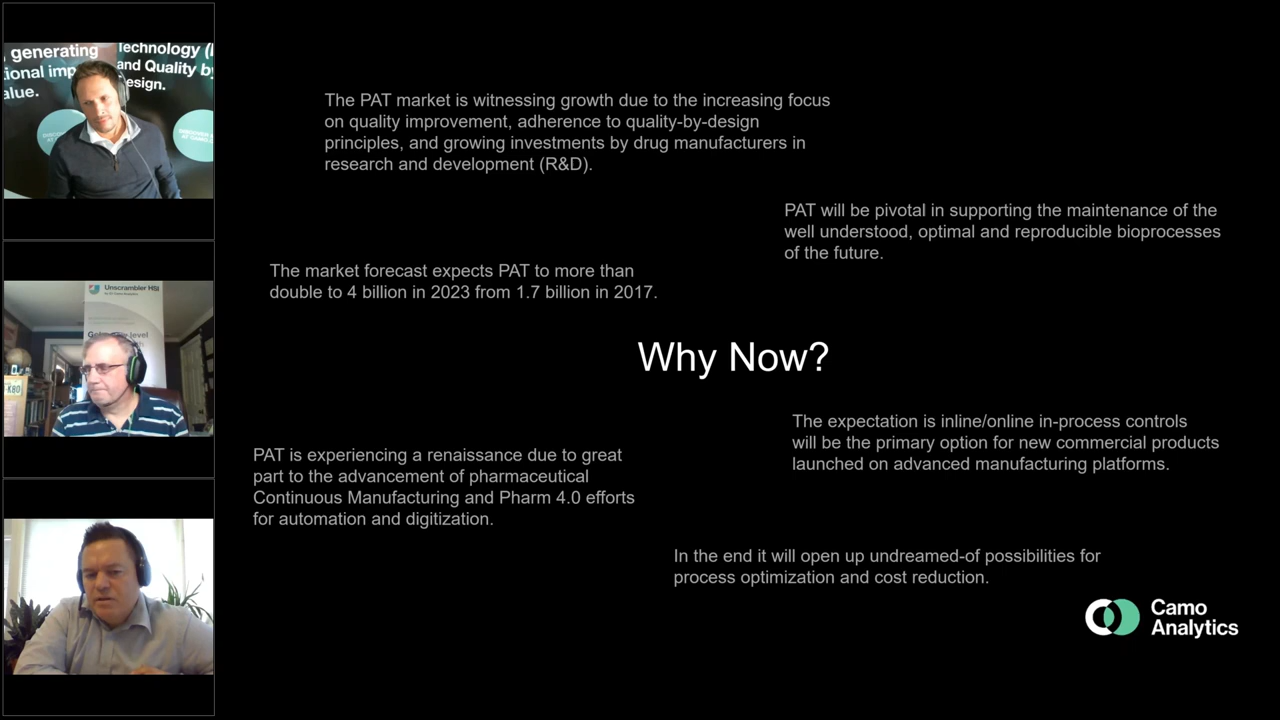 generating
Technology
and Quality by
Design.
Unscrambler
The PAT market is witnessing growth due to the increasing focus
on quality improvement, adherence to quality-by-design
principles, and growing investments by drug manufacturers in
research and development (R&D).
PAT will be pivotal in supporting the maintenance of the
well understood, optimal and reproducible bioprocesses
of the future.
The market forecast expects PAT to more than
double to 4 billion in 2023 from 1.7 billion in 2017.
Why Now?
The expectation is inline/online in-process controls
will be the primary option for new commercial products
launched on advanced manufacturing platforms.
PAT is experiencing a renaissance due to great
part to the advancement of pharmaceutical
Continuous Manufacturing and Pharm 4.0 efforts
for automation and digitization.
In the end it will open up undreamed-of possibilities for
process optimization and cost reduction.
Camo
Analytics